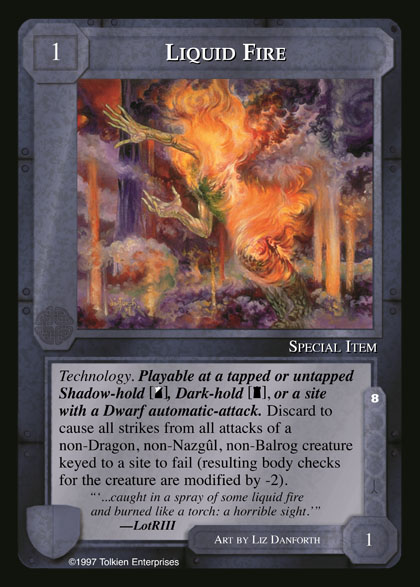 1
LIQUID FIRE
SPECIAL ITEM
Technology. Playable at a tapped or untapped
Shadow-hold [], Dark-hold [], or a site
with a Dwarf automatic-attack. Discard to
cause all strikes from all attacks of a
non-Dragon, non-Nazgûl, non-Balrog creature
keyed to a site to fail (resulting body checks
for the creature are modified by -2).
“‘...caught in a spray of some liquid fire
and burned like a torch: a horrible sight.’”
—LotRIII
8
ART BY LIZ DANFORTH
1
©1997 Tolkien Enterprises